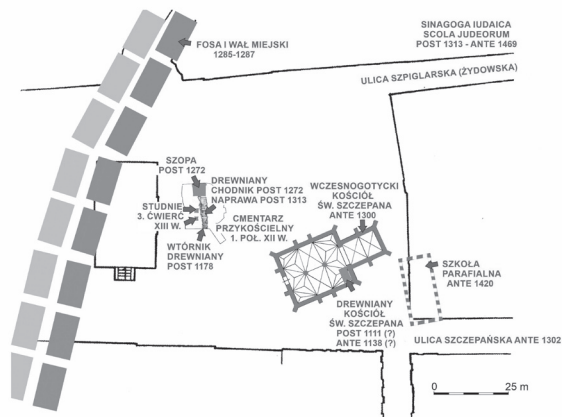 FOSA I WAŁ MIEJSKI
1285-1287
SINAGOGA IUDAICA
SCOLA JUDEORUM
POST 1313 - ANTE 1469
ULICA SZPIGLARSKA (ŻYDOWSKA)
SZOPA
POST 1272
DREWNIANY
CHODNIK POST 1272
NAPRAWA POST 1313
STUDNIE
3. ĆWIERĆ
XIII W.
CMENTARZ
PRZYKOŚCIELNY
1. POŁ. XII W.
WTÓRNIK
DREWNIANY
POST 1178
WCZESNOGOTYCKI
KOŚCIÓŁ
ŚW. SZCZEPANA
ANTE 1300
SZKOŁA
PARAFIALNA
ANTE 1420
DREWNIANY
KOŚCIÓŁ
ŚW. SZCZEPANA
POST 1111 (?)
ANTE 1138 (?)
ULICA SZCZEPAŃSKA ANTE 1302
0 25 m